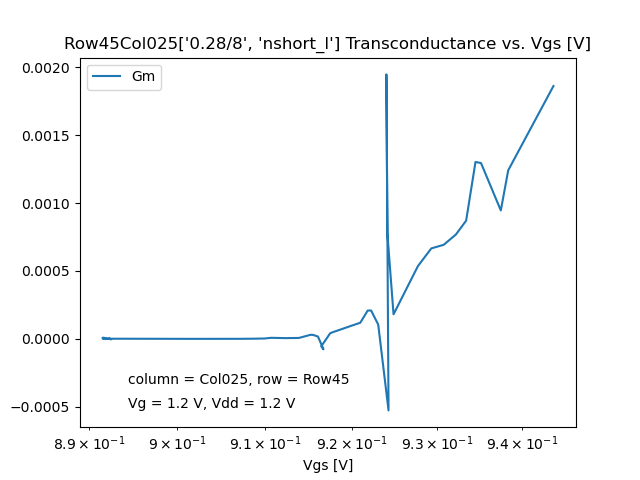 Row45Col025['0.28/8', 'nshort_l'] Transconductance vs. Vgs [V]
Gm
0.0020
0.0015
0.0010
0.0005
0.0000
−0.0005
column = Col025, row = Row45
Vg = 1.2 V, Vdd = 1.2 V
8.9 × 10⁻¹ 9 × 10⁻¹ 9.1 × 10⁻¹ 9.2 × 10⁻¹ 9.3 × 10⁻¹ 9.4 × 10⁻¹
Vgs [V]